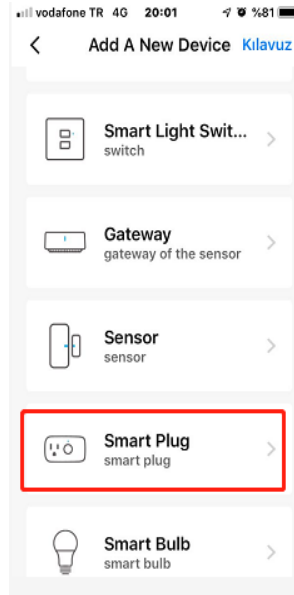 vodafone TR 4G 20:01 %81
Add A New Device Kılavuz
Smart Light Swit...
switch
Gateway
gateway of the sensor
Sensor
sensor
Smart Plug
smart plug
Smart Bulb
smart bulb